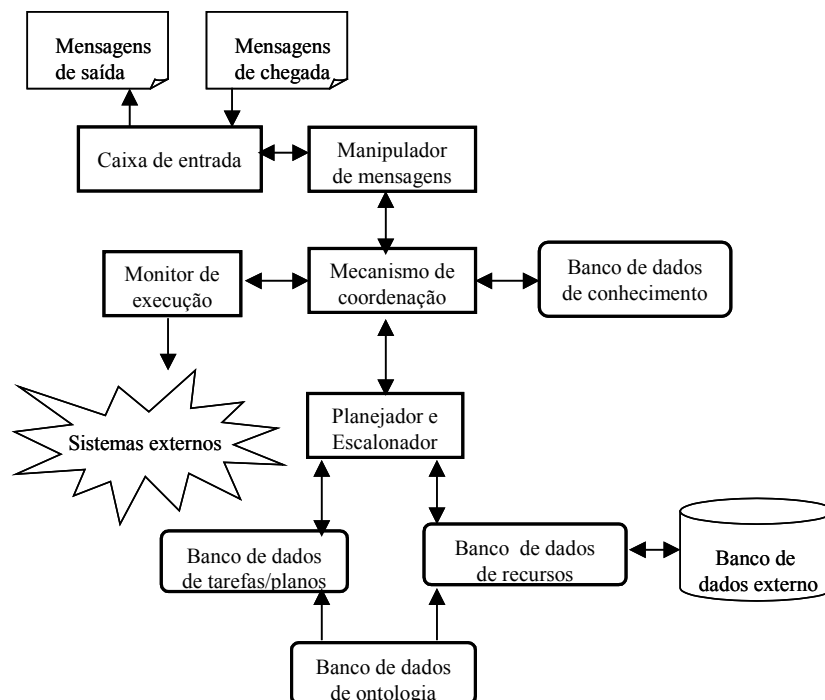 Mensagens
de saída
Mensagens
de chegada
Caixa de entrada
Manipulador
de mensagens
Monitor de
execução
Mecanismo de
coordenação
Banco de dados
de conhecimento
Planejador e
Escalonador
Sistemas externos
Banco de dados
de tarefas/planos
Banco de dados
de recursos
Banco de
dados externo
Banco de dados
de ontologia